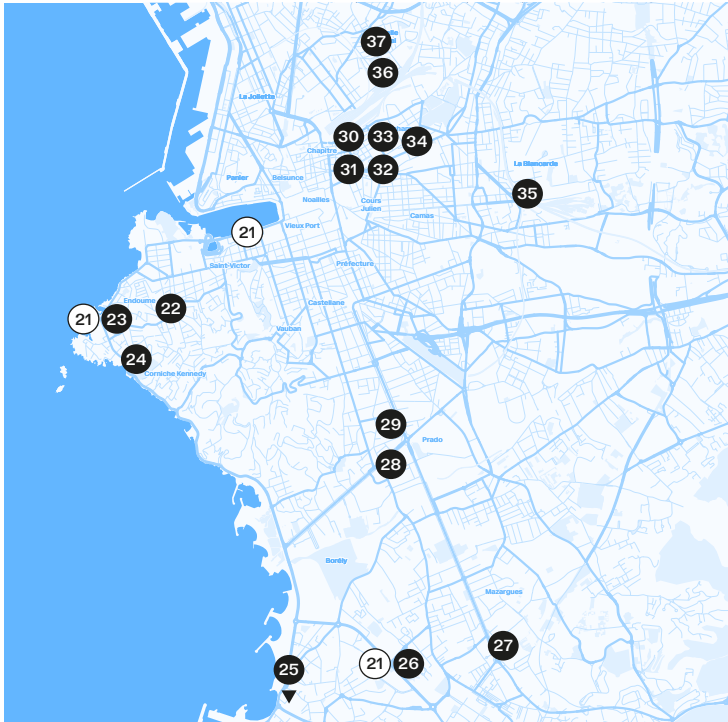 37
36
La Joliette
30 33 34
Chapitre
31 32
La Blancarde
35
Panier
Belsunce
Noailles
Cours
Julien
Camas
21
Vieux Port
Saint-Victor
Préfecture
Endoume
22
Castellane
21 23
Vauban
24
Corniche Kennedy
29
Prado
28
Bonify
Mazargues
27
25
21 26